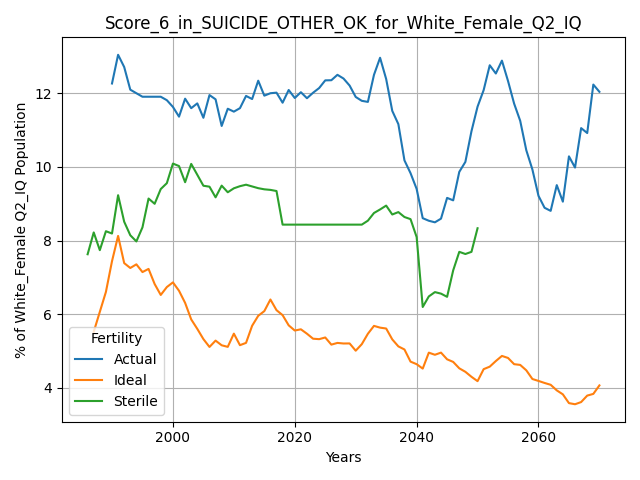 Score_6_in_SUICIDE_OTHER_OK_for_White_Female_Q2_IQ
% of White_Female Q2_IQ Population
12
10
8
6
4
Fertility
Actual
Ideal
Sterile
2000
2020
2040
2060
Years